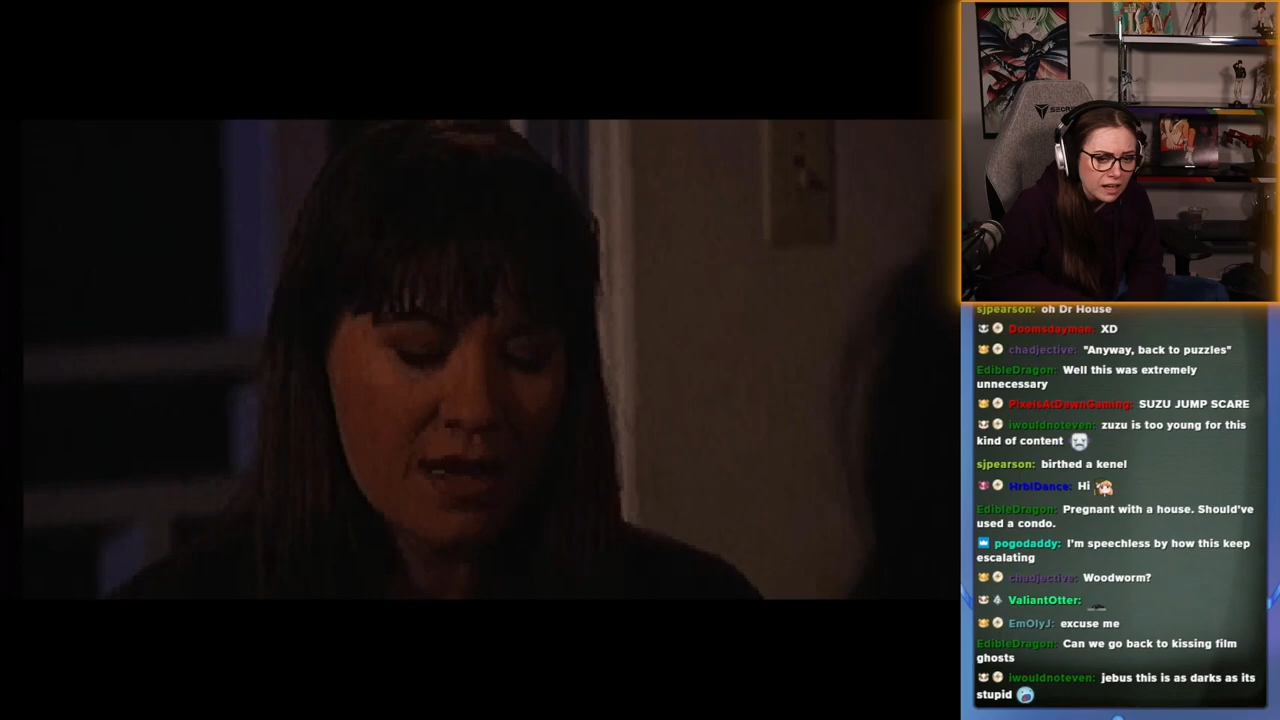 SECR
sjpearson: oh Dr House
Doomsdayman: XD
chadjective: "Anyway, back to puzzles"
EdibleDragon: Well this was extremely
unnecessary
PixelsAtDawnGaming: SUZU JUMP SCARE
iwouldnoteven: zuzu is too young for this
kind of content
sjpearson: birthed a kenel
HrblDance: Hi
EdibleDragon: Pregnant with a house. Should've
used a condo.
pogodaddy: I'm speechless by how this keep
escalating
chadjective: Woodworm?
ValiantOtter:
EmOlyJ: excuse me
EdibleDragon: Can we go back to kissing film
ghosts
iwouldnoteven: jebus this is as darks as its
stupid